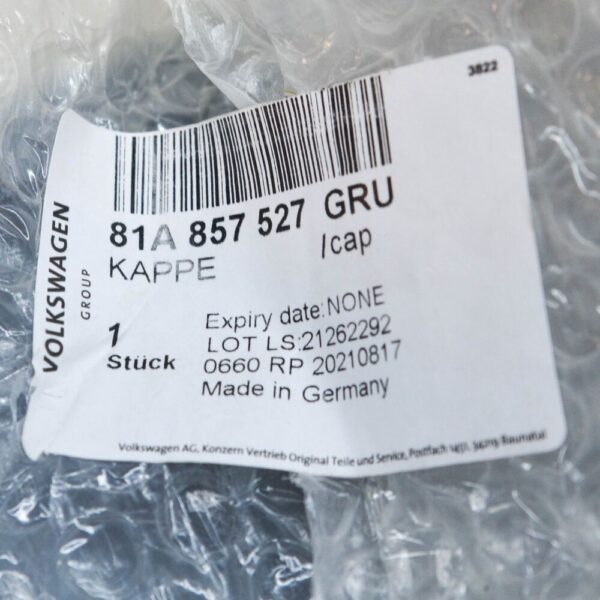 3822
81A 857 527 GRU
KAPPE /cap
VOLKSWAGEN
GROUP
1
Stück
Expiry date:NONE
LOT LS:21262292
0660 RP 20210817
Made in Germany
Volkswagen AG, Konzern Vertrieb Original Teile und Service, Postfach Baunatal